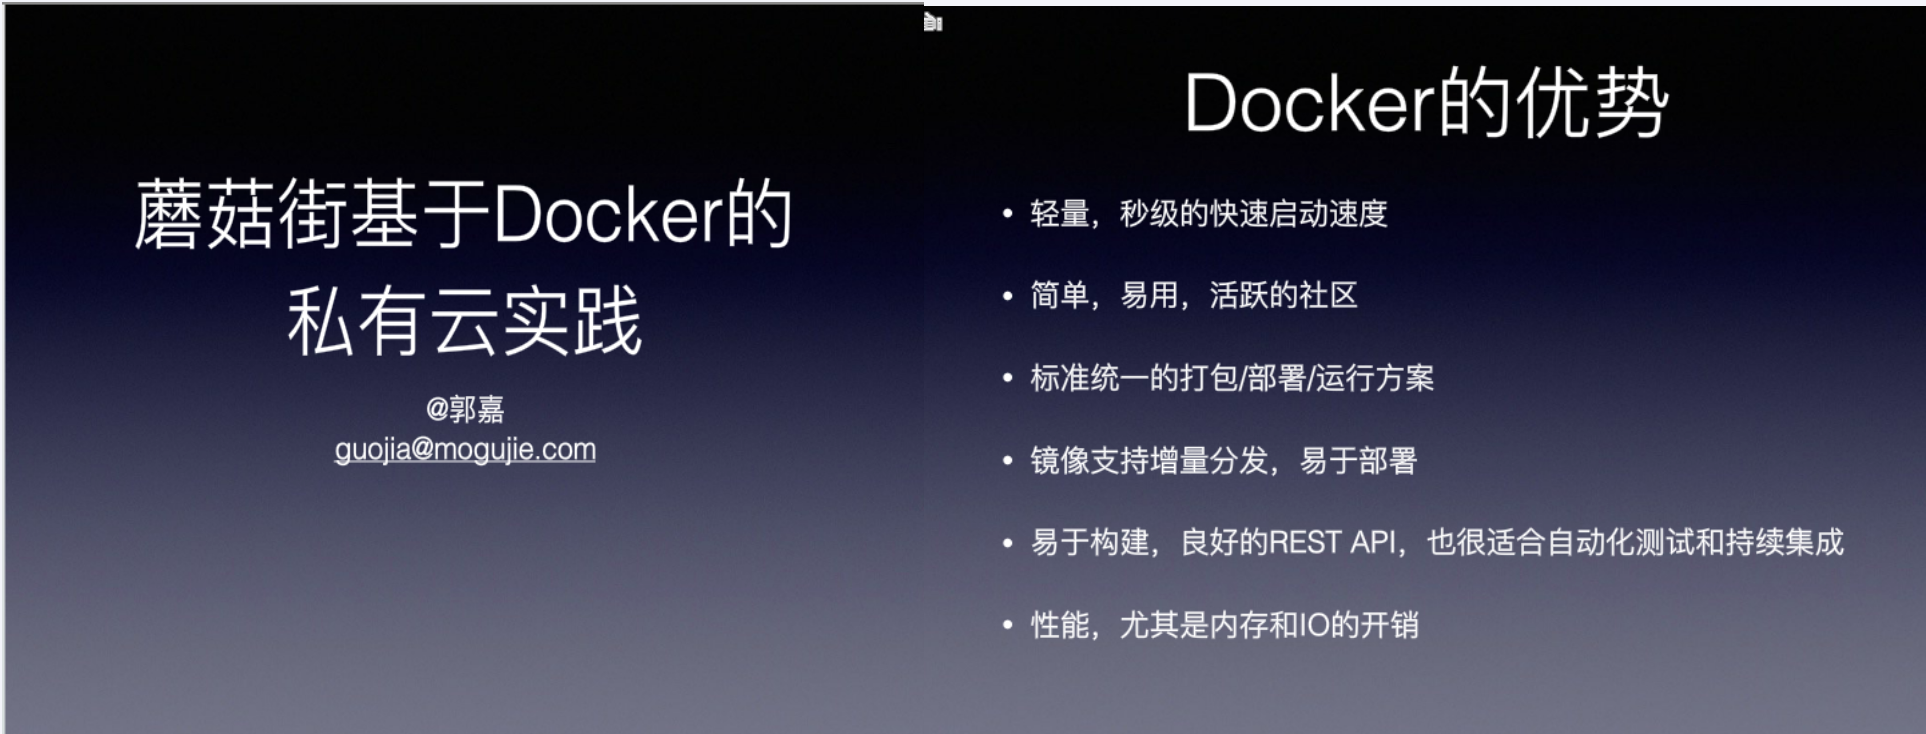 蘑菇街基于Docker的
私有云实践
@郭嘉
guojia@mogujie.com
Docker的优势
• 轻量，秒级的快速启动速度
• 简单，易用，活跃的社区
• 标准统一的打包/部署/运行方案
• 镜像支持增量分发，易于部署
• 易于构建，良好的REST API，也很适合自动化测试和持续集成
• 性能，尤其是内存和IO的开销